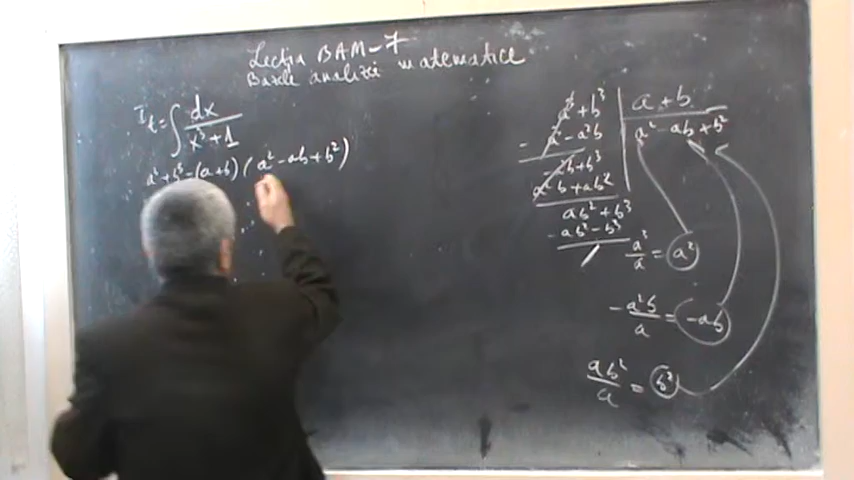 Lecția BAM-7
Bazele analizei matematice
I₁ = ∫ dx / (x³ + 1)
a³ + b³ = (a + b)(a² - ab + b²)
a³ + b³ | a + b
a³ - a²b | a² - ab + b²
-a²b + b³
a²b + ab²
ab² + b³
-ab² - b³
/
a³/a = a²
-a²b/a = -ab
ab²/a = b²